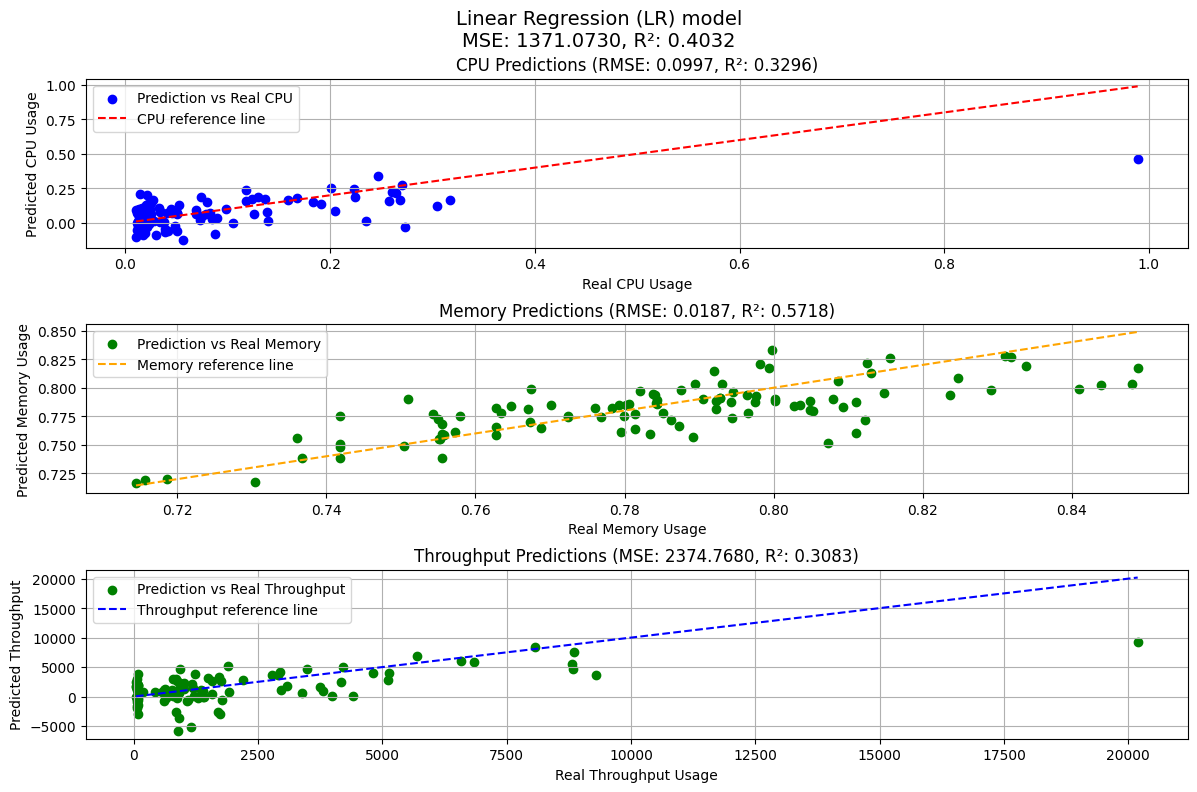 Linear Regression (LR) model
MSE: 1371.0730, R²: 0.4032
CPU Predictions (RMSE: 0.0997, R²: 0.3296)
Predicted CPU Usage
1.00
0.75
0.50
0.25
0.00
Prediction vs Real CPU
CPU reference line
0.0 0.2 0.4 0.6 0.8 1.0
Real CPU Usage
Memory Predictions (RMSE: 0.0187, R²: 0.5718)
Predicted Memory Usage
0.850
0.825
0.800
0.775
0.750
0.725
Prediction vs Real Memory
Memory reference line
0.72 0.74 0.76 0.78 0.80 0.82 0.84
Real Memory Usage
Throughput Predictions (MSE: 2374.7680, R²: 0.3083)
Predicted Throughput
20000
15000
10000
5000
0
−5000
Prediction vs Real Throughput
Throughput reference line
0 2500 5000 7500 10000 12500 15000 17500 20000
Real Throughput Usage